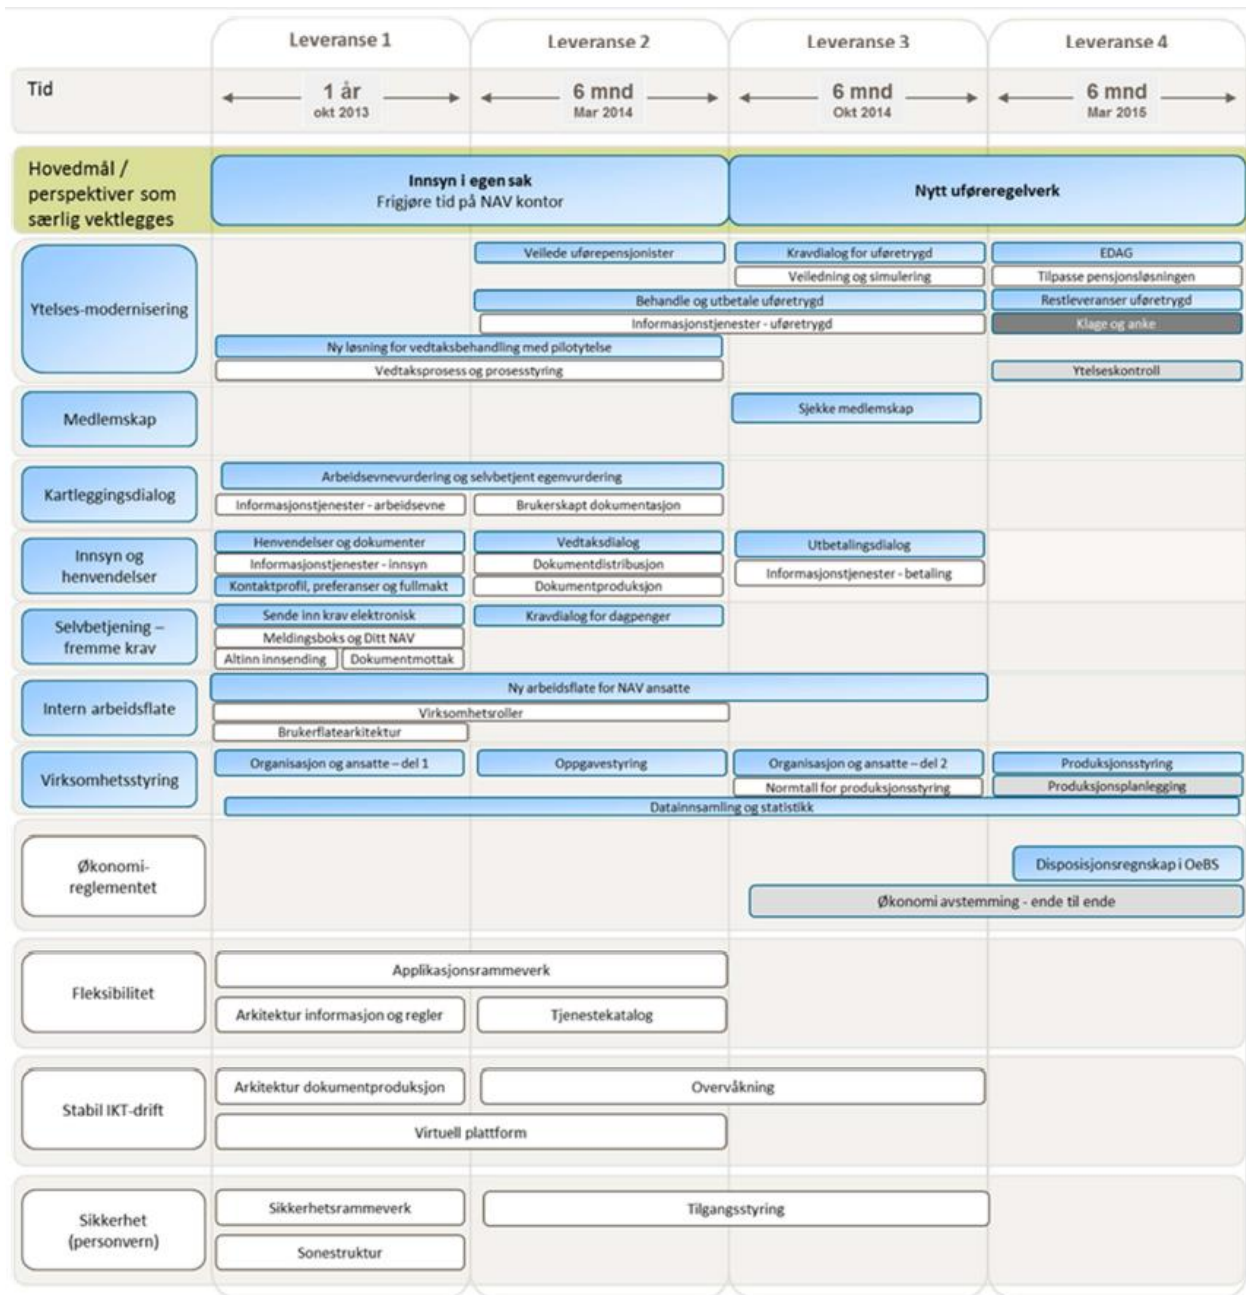 Leveranse 1
Leveranse 2
Leveranse 3
Leveranse 4
Tid
1 år
okt 2013
6 mnd
Mar 2014
6 mnd
Okt 2014
6 mnd
Mar 2015
Hovedmål /
perspektiver som
særlig vektlegges
Innsyn i egen sak
Frigjøre tid på NAV kontor
Nytt uføreregelverk
Ytelses-modernisering
Veilede uførepensjonister
Kravdialog for uføretrygd
EDAG
Veiledning og simulering
Tilpasse pensjonsløsningen
Behandle og utbetale uføretrygd
Restleveranser uføretrygd
Informasjonstjenester - uføretrygd
Klage og anke
Ny løsning for vedtaksbehandling med pilotytelse
Vedtaksprosess og prosesstyring
Ytelseskontroll
Medlemskap
Sjekke medlemskap
Kartleggingsdialog
Arbeidsevnevurdering og selvbetjent egenvurdering
Informasjonstjenester - arbeidsevne
Brukerskapt dokumentasjon
Innsyn og
henvendelser
Henvendelser og dokumenter
Vedtaksdialog
Utbetalingsdialog
Informasjonstjenester - innsyn
Dokumentdistribusjon
Informasjonstjenester - betaling
Kontaktprofil, preferanser og fullmakt
Dokumentproduksjon
Selvbetjening –
fremme krav
Sende inn krav elektronisk
Kravdialog for dagpenger
Meldingsboks og Ditt NAV
Altinn innsending
Dokumentmottak
Intern arbeidsflate
Ny arbeidsflate for NAV ansatte
Virksomhetsroller
Brukerflatearkitektur
Virksomhetsstyring
Organisasjon og ansatte – del 1
Oppgavestyring
Organisasjon og ansatte – del 2
Produksjonsstyring
Normtall for produksjonsstyring
Produksjonsplanlegging
Datainnsamling og statistikk
Økonomi-
reglementet
Disposisjonsregnskap i OeBS
Økonomi avstemming - ende til ende
Fleksibilitet
Applikasjonsrammeverk
Arkitektur informasjon og regler
Tjenestekatalog
Stabil IKT-drift
Arkitektur dokumentproduksjon
Overvåkning
Virtuell plattform
Sikkerhet
(personvern)
Sikkerhetsrammeverk
Tilgangsstyring
Sonestruktur